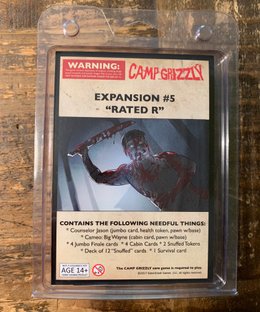 WARNING:
CAMP GRIZZLY
EXPANSION #5
"RATED R"
CONTAINS THE FOLLOWING NEEDFUL THINGS:
* Counselor Jason (jumbo card, health token, pawn w/base)
* Cameo: Big Wayne (cabin card, pawn w/base)
* 4 Jumbo Finale cards * 4 Cabin Cards * 2 Snuffed Tokens
* Deck of 12 "Snuffed" cards * 1 Survival card
AGE 14+
The CAMP GRIZZLY core game is required to play.